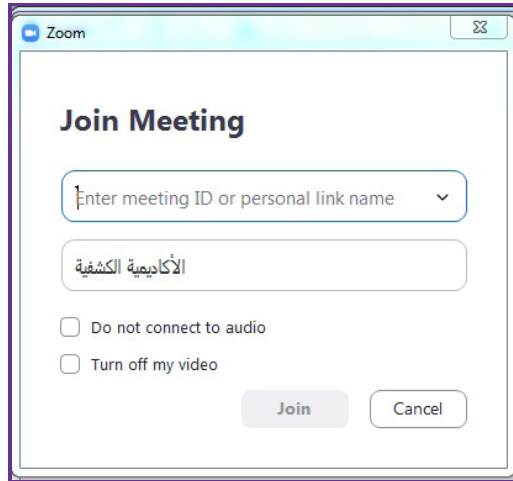 Zoom
Join Meeting
Enter meeting ID or personal link name
الأكاديمية الكشفية
Do not connect to audio
Turn off my video
Join Cancel